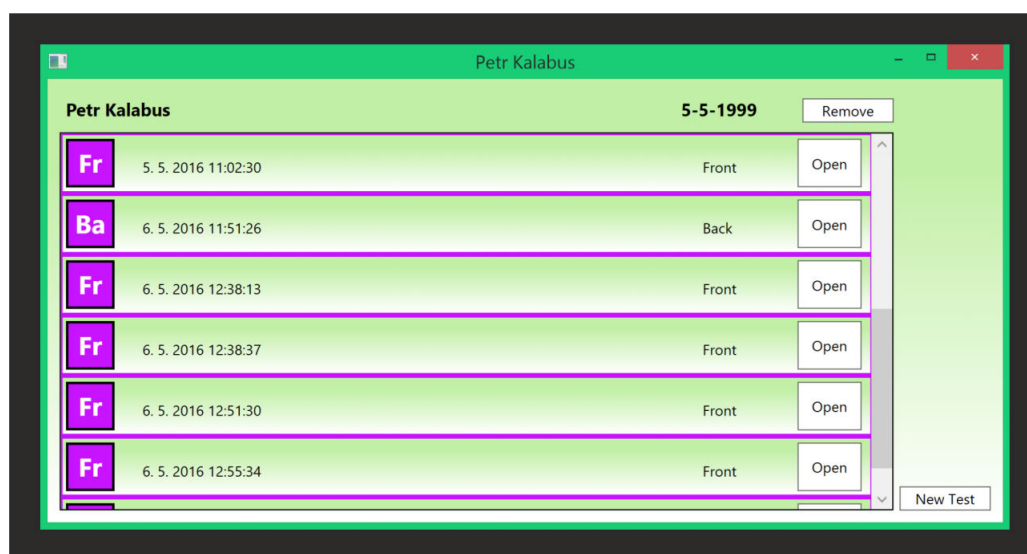 Petr Kalabus
Petr Kalabus 5-5-1999 Remove
Fr 5. 5. 2016 11:02:30 Front Open
Ba 6. 5. 2016 11:51:26 Back Open
Fr 6. 5. 2016 12:38:13 Front Open
Fr 6. 5. 2016 12:38:37 Front Open
Fr 6. 5. 2016 12:51:30 Front Open
Fr 6. 5. 2016 12:55:34 Front Open
New Test